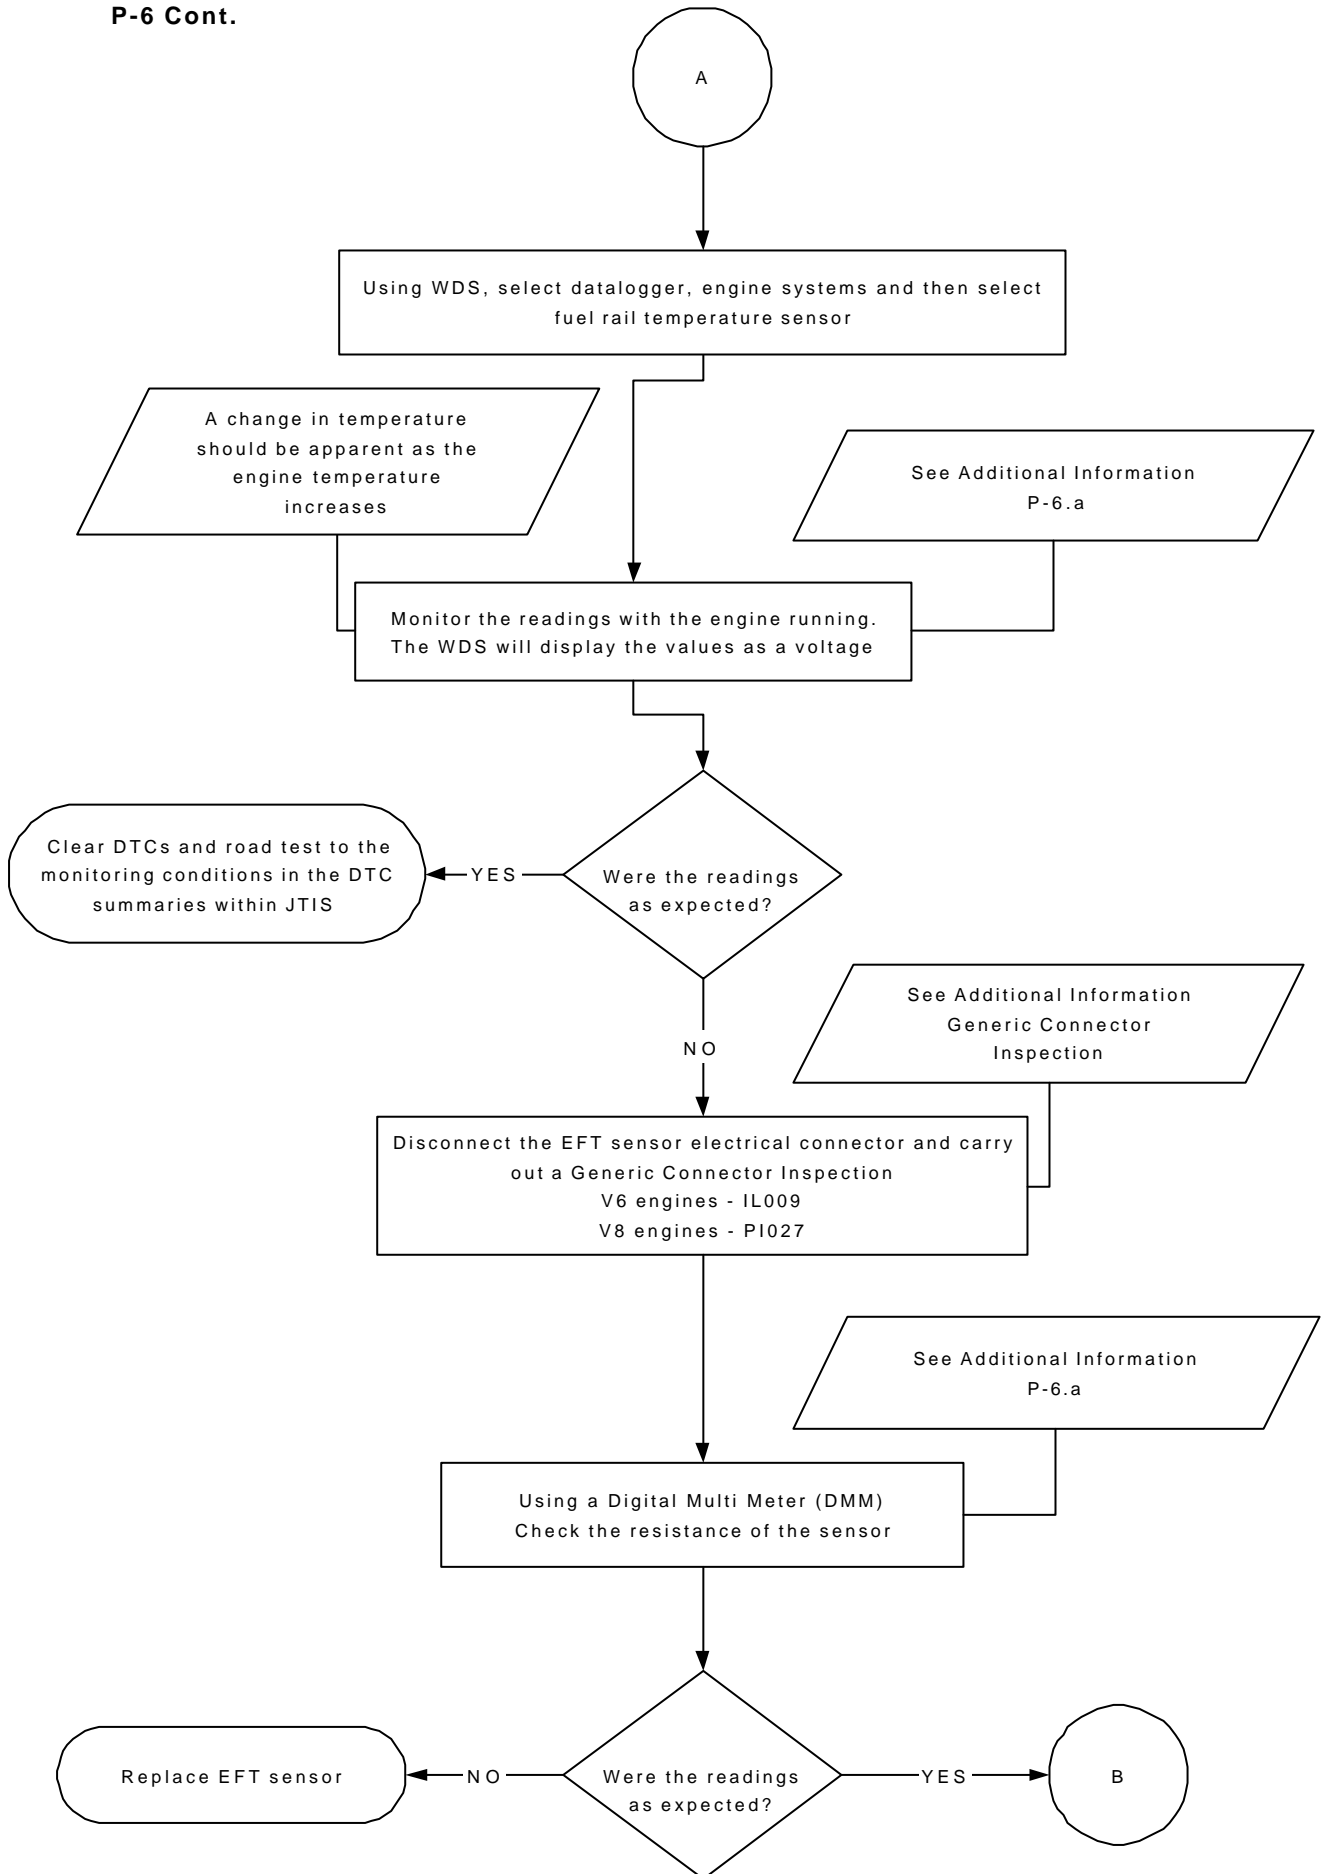 P-6 Cont.
A
Using WDS, select datalogger, engine systems and then select
fuel rail temperature sensor
A change in temperature
should be apparent as the
engine temperature
increases
See Additional Information
P-6.a
Monitor the readings with the engine running.
The WDS will display the values as a voltage
Clear DTCs and road test to the
monitoring conditions in the DTC
summaries within JTIS
YES
Were the readings
as expected?
NO
See Additional Information
Generic Connector
Inspection
Disconnect the EFT sensor electrical connector and carry
out a Generic Connector Inspection
V6 engines - IL009
V8 engines - PI027
See Additional Information
P-6.a
Using a Digital Multi Meter (DMM)
Check the resistance of the sensor
Replace EFT sensor
NO
Were the readings
as expected?
YES
B